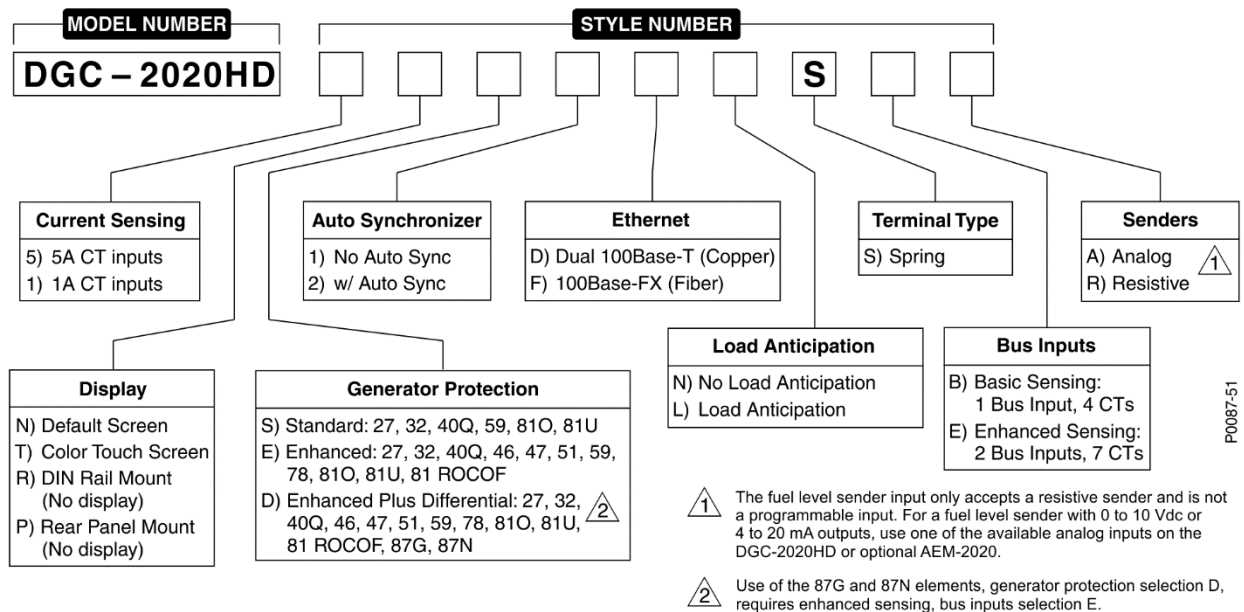 MODEL NUMBER
STYLE NUMBER
DGC – 2020HD
S
Current Sensing
5) 5A CT inputs
1) 1A CT inputs
Auto Synchronizer
1) No Auto Sync
2) w/ Auto Sync
Ethernet
D) Dual 100Base-T (Copper)
F) 100Base-FX (Fiber)
Terminal Type
S) Spring
Senders
A) Analog
R) Resistive
1
Display
N) Default Screen
T) Color Touch Screen
R) DIN Rail Mount
(No display)
P) Rear Panel Mount
(No display)
Generator Protection
S) Standard: 27, 32, 40Q, 59, 81O, 81U
E) Enhanced: 27, 32, 40Q, 46, 47, 51, 59,
78, 81O, 81U, 81 ROCOF
D) Enhanced Plus Differential: 27, 32,
40Q, 46, 47, 51, 59, 78, 81O, 81U,
81 ROCOF, 87G, 87N
2
Load Anticipation
N) No Load Anticipation
L) Load Anticipation
Bus Inputs
B) Basic Sensing:
1 Bus Input, 4 CTs
E) Enhanced Sensing:
2 Bus Inputs, 7 CTs
P0087-51
1
The fuel level sender input only accepts a resistive sender and is not
a programmable input. For a fuel level sender with 0 to 10 Vdc or
4 to 20 mA outputs, use one of the available analog inputs on the
DGC-2020HD or optional AEM-2020.
2
Use of the 87G and 87N elements, generator protection selection D,
requires enhanced sensing, bus inputs selection E.